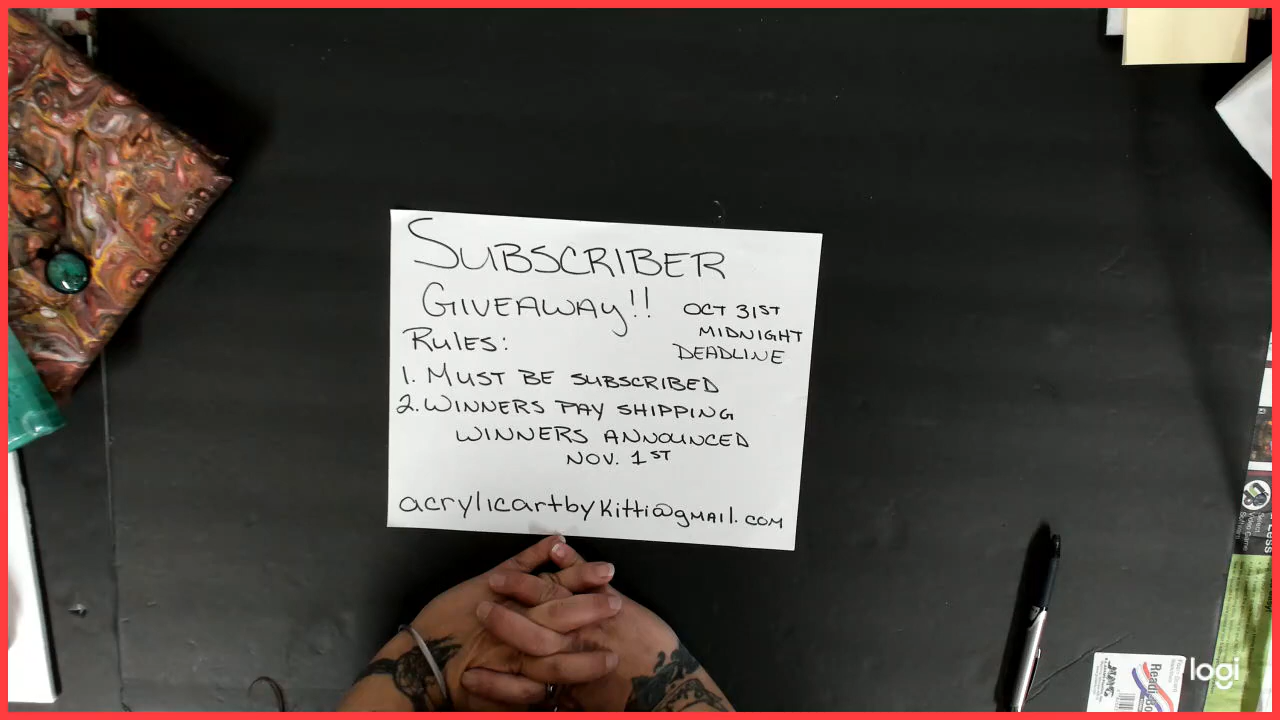 SUBSCRIBER
GIVEAWAY!!
OCT 31ST
MIDNIGHT
DEADLINE
RULES:
1. MUST BE SUBSCRIBED
2. WINNERS PAY SHIPPING
WINNERS ANNOUNCED
NOV. 1ST
acrylicartbykitti@gmail.com
logi